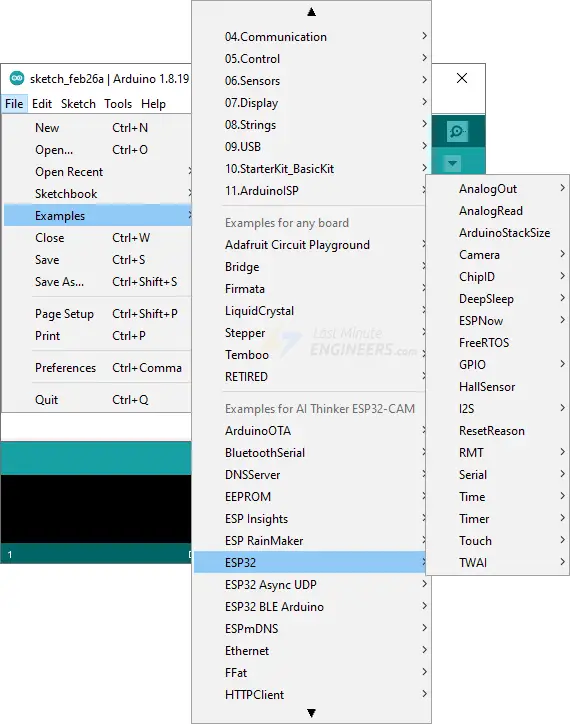 sketch_feb26a | Arduino 1.8.19
File Edit Sketch Tools Help
New Ctrl+N
Open... Ctrl+O
Open Recent
Sketchbook
Examples
Close Ctrl+W
Save Ctrl+S
Save As... Ctrl+Shift+S
Page Setup Ctrl+Shift+P
Print Ctrl+P
Preferences Ctrl+Comma
Quit Ctrl+Q
1
04.Communication
05.Control
06.Sensors
07.Display
08.Strings
09.USB
10.StarterKit_BasicKit
11.ArduinoISP
Examples for any board
Adafruit Circuit Playground
Bridge
Firmata
LiquidCrystal
Stepper
Temboo
RETIRED
Last Minute
ENGINEERS.com
Examples for AI Thinker ESP32-CAM
ArduinoOTA
BluetoothSerial
DNSServer
EEPROM
ESP Insights
ESP RainMaker
ESP32
ESP32 Async UDP
ESP32 BLE Arduino
ESPmDNS
Ethernet
FFat
HTTPClient
AnalogOut
AnalogRead
ArduinoStackSize
Camera
ChipID
DeepSleep
ESPNow
FreeRTOS
GPIO
HallSensor
I2S
ResetReason
RMT
Serial
Time
Timer
Touch
TWAI